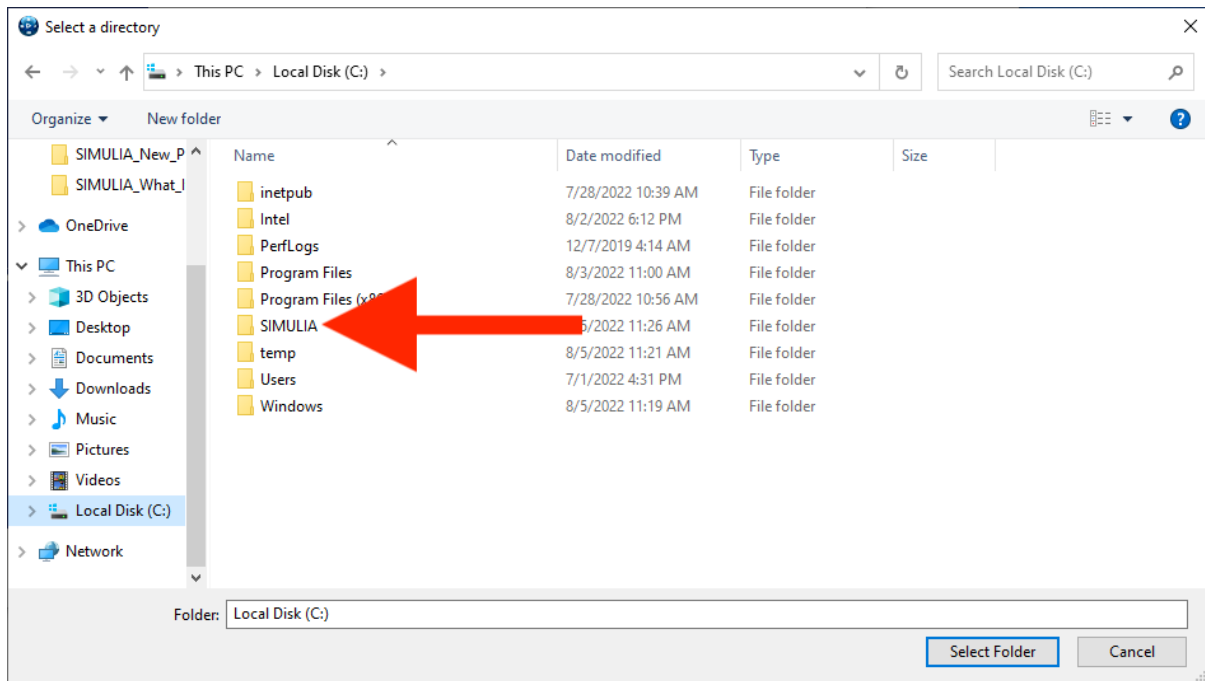 Select a directory
This PC > Local Disk (C:) >
Search Local Disk (C:)
Organize
New folder
SIMULIA_New_P
SIMULIA_What_I
OneDrive
This PC
3D Objects
Desktop
Documents
Downloads
Music
Pictures
Videos
Local Disk (C:)
Network
Name Date modified Type Size
inetpub 7/28/2022 10:39 AM File folder
Intel 8/2/2022 6:12 PM File folder
PerfLogs 12/7/2019 4:14 AM File folder
Program Files 8/3/2022 11:00 AM File folder
Program Files 7/28/2022 10:56 AM File folder
SIMULIA /2022 11:26 AM File folder
temp 8/5/2022 11:21 AM File folder
Users 7/1/2022 4:31 PM File folder
Windows 8/5/2022 11:19 AM File folder
Folder: Local Disk (C:)
Select Folder Cancel